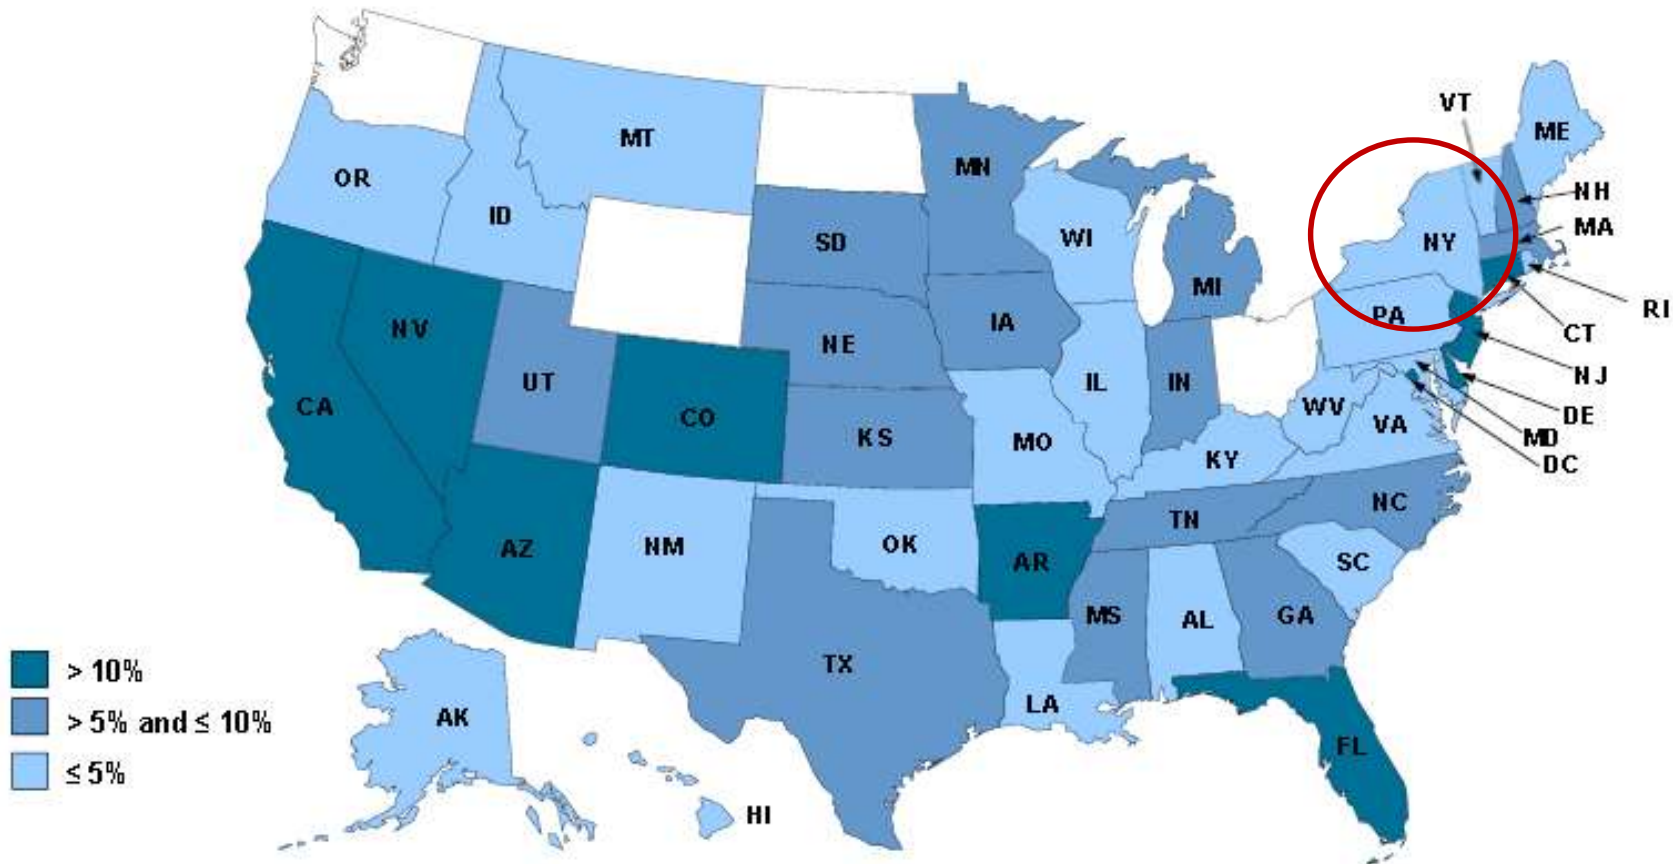 VT
ME
MT
MN
OR
NH
ID
MA
SD
WI
NY
MI
RI
NV
IA
PA
CT
NE
UT
IL
IN
NJ
CA
CO
WV
DE
KS
MO
VA
MD
KY
DC
NC
TN
AZ
NM
OK
AR
SC
MS
AL
GA
> 10%
TX
> 5% and ≤ 10%
AK
LA
FL
≤ 5%
HI